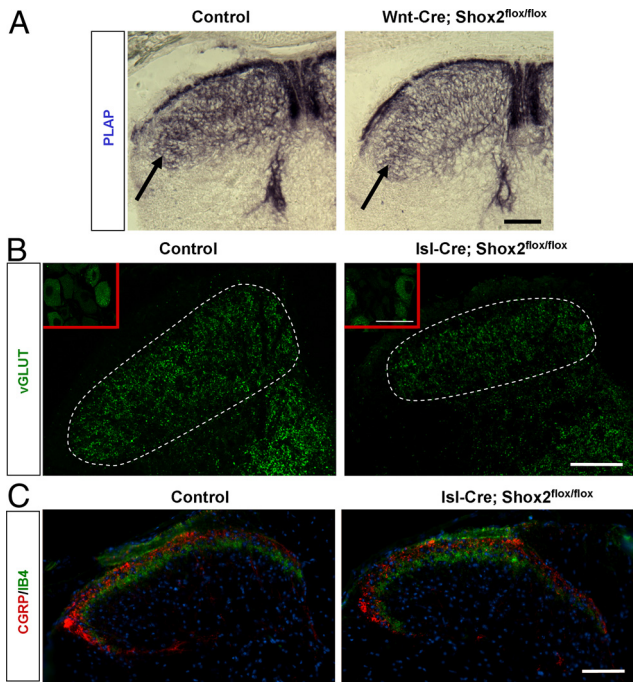 A
Control
Wnt-Cre; Shox2flox/flox
PLAP
B
Control
Isl-Cre; Shox2flox/flox
vGLUT
C
Control
Isl-Cre; Shox2flox/flox
CGRP/IB4